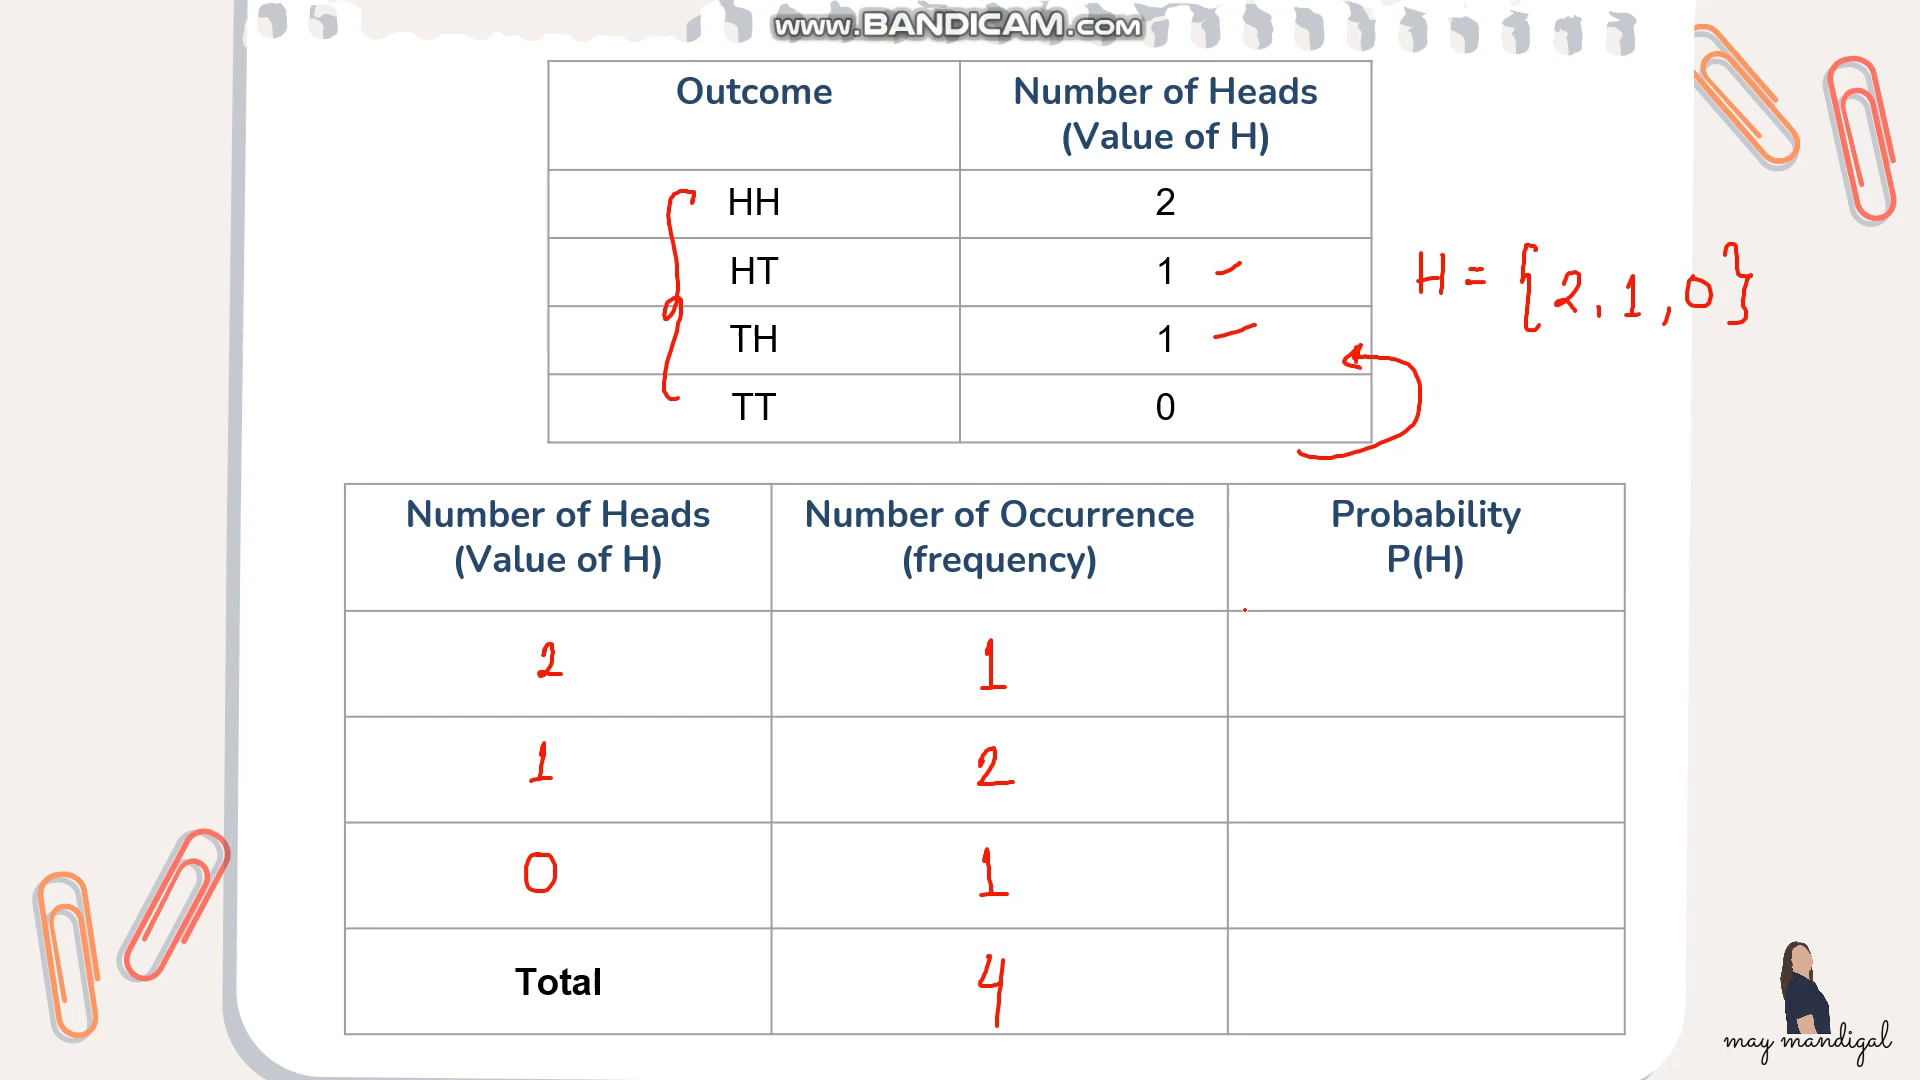 www.BANDICAM.com
Outcome Number of Heads
(Value of H)
HH 2
HT 1
TH 1
TT 0
H = {2, 1, 0}
Number of Heads Number of Occurrence Probability
(Value of H) (frequency) P(H)
2 1
1 2
0 1
Total 4
may mandigal